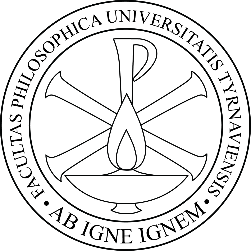 FACULTAS PHILOSOPHICA UNIVERSITATIS TYRNAVIENSIS
• AB IGNE IGNEM •